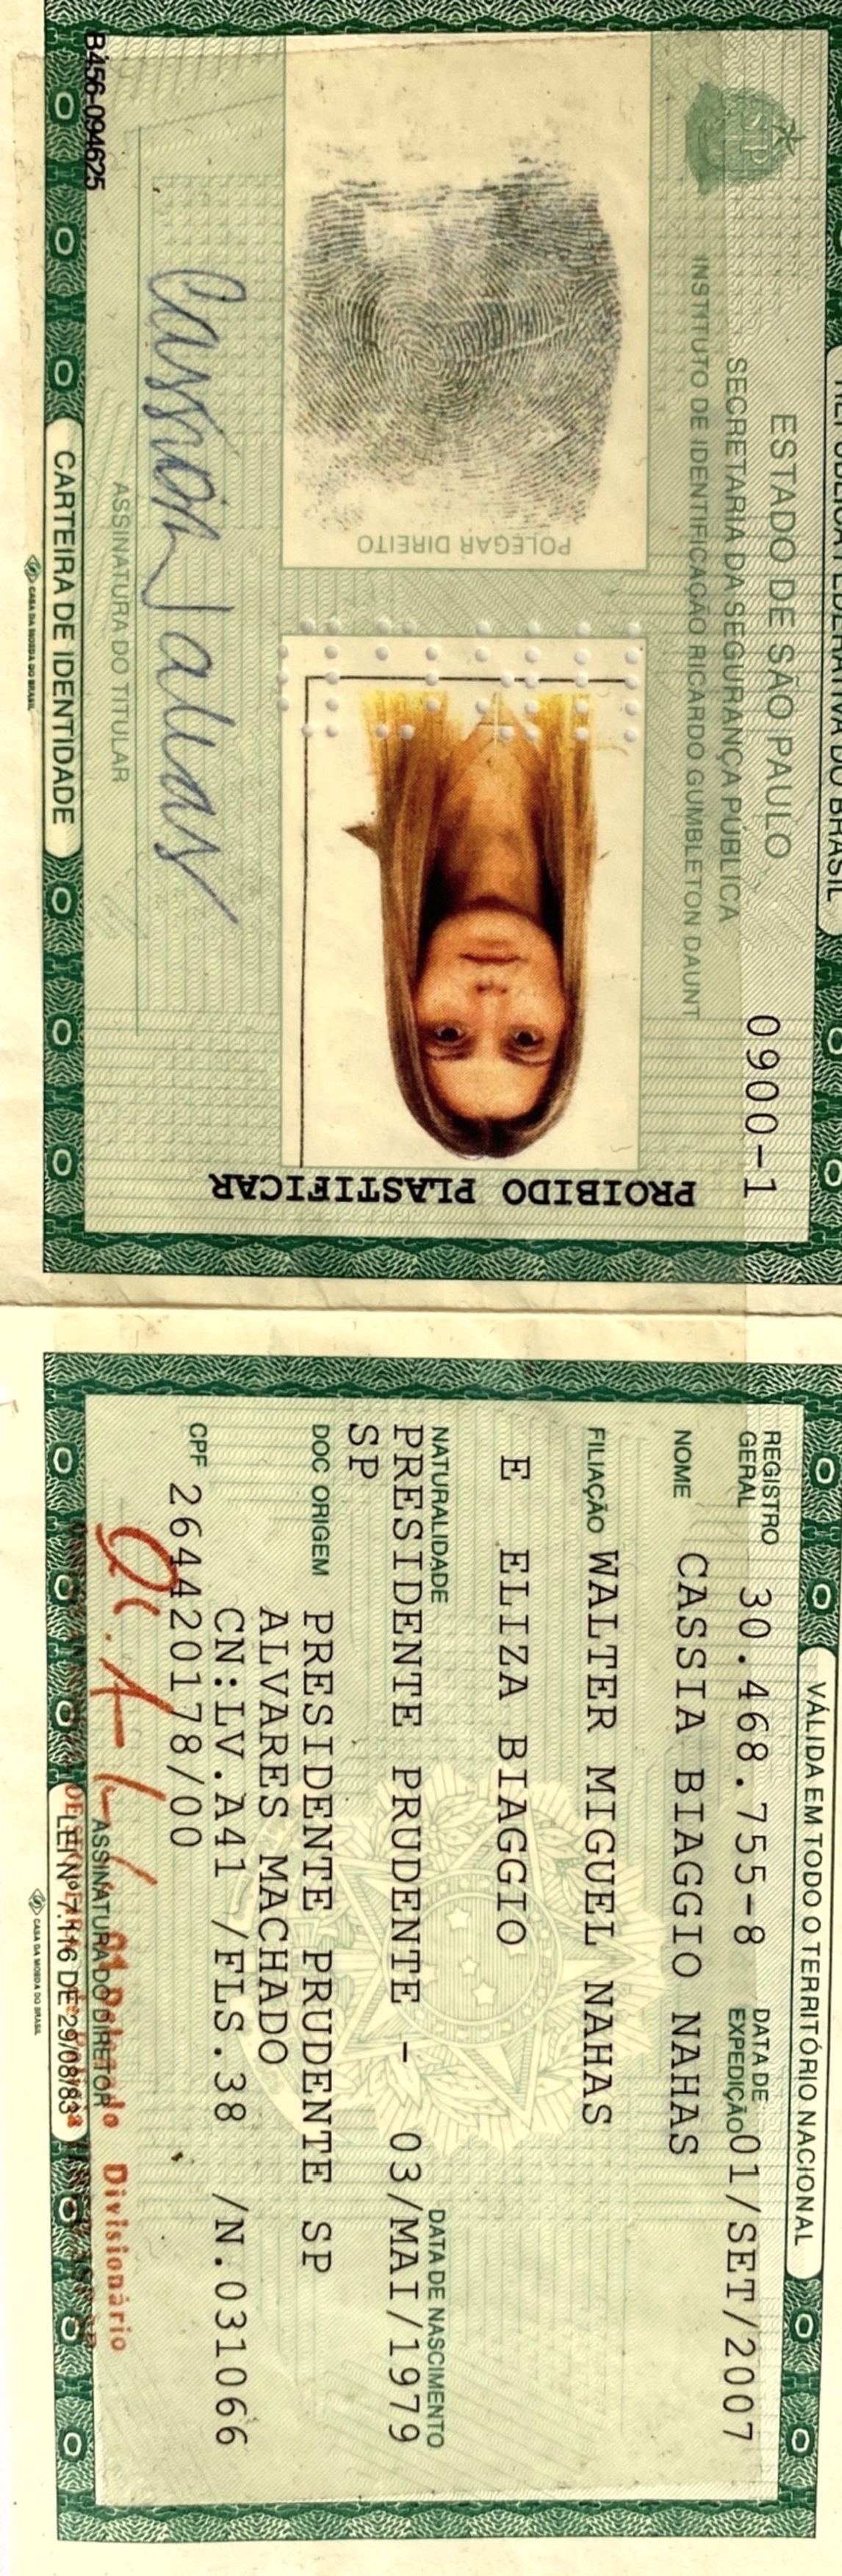 REPÚBLICA FEDERATIVA DO BRASIL
ESTADO DE SÃO PAULO
SECRETARIA DA SEGURANÇA PÚBLICA
INSTITUTO DE IDENTIFICAÇÃO RICARDO GUMBLETON DAUNT
0900-1
POLEGAR DIREITO
PROIBIDO PLASTIFICAR
Cassia Nahas
ASSINATURA DO TITULAR
B456-094625
CARTEIRA DE IDENTIDADE
CASA DA MOEDA DO BRASIL
VÁLIDA EM TODO O TERRITÓRIO NACIONAL
REGISTRO GERAL 30.468.755-8 DATA DE EXPEDIÇÃO 01/SET/2007
NOME CASSIA BIAGGIO NAHAS
FILIAÇÃO WALTER MIGUEL NAHAS
E ELIZA BIAGGIO
NATURALIDADE DATA DE NASCIMENTO
PRESIDENTE PRUDENTE - 03/MAI/1979
SP
DOC ORIGEM PRESIDENTE PRUDENTE SP
ALVARES MACHADO
CN:LV.A41 /FLS.38 /N.031066
CPF 264420178/00
Divisionário
ASSINATURA DO DIRETOR
LEI Nº 7.116 DE 29/08/83
CASA DA MOEDA DO BRASIL